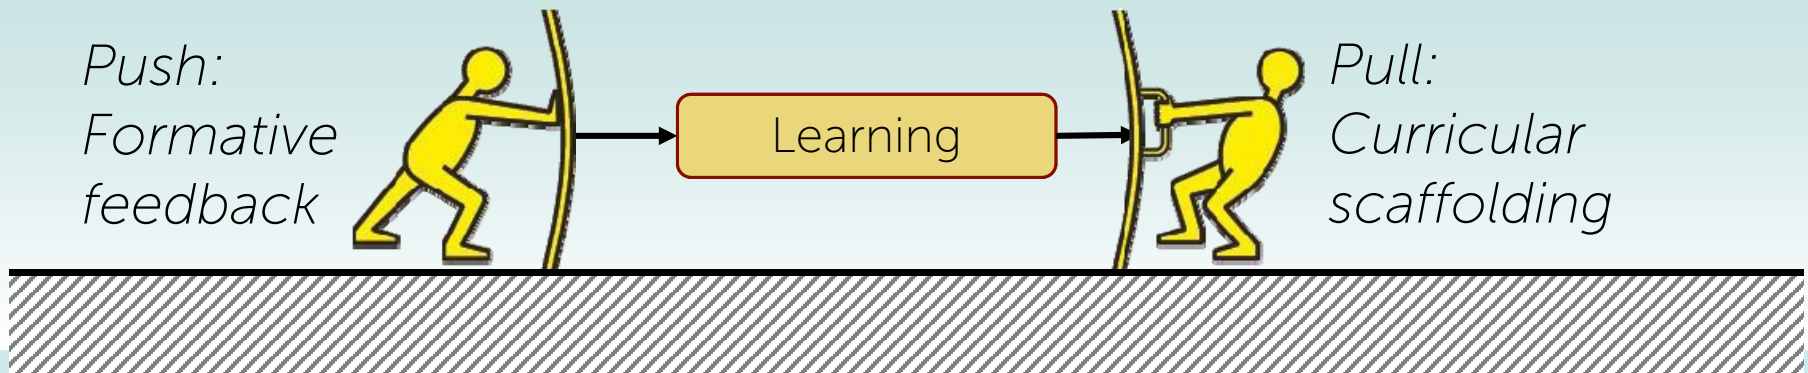 Push:
Formative
feedback
Learning
Pull:
Curricular
scaffolding